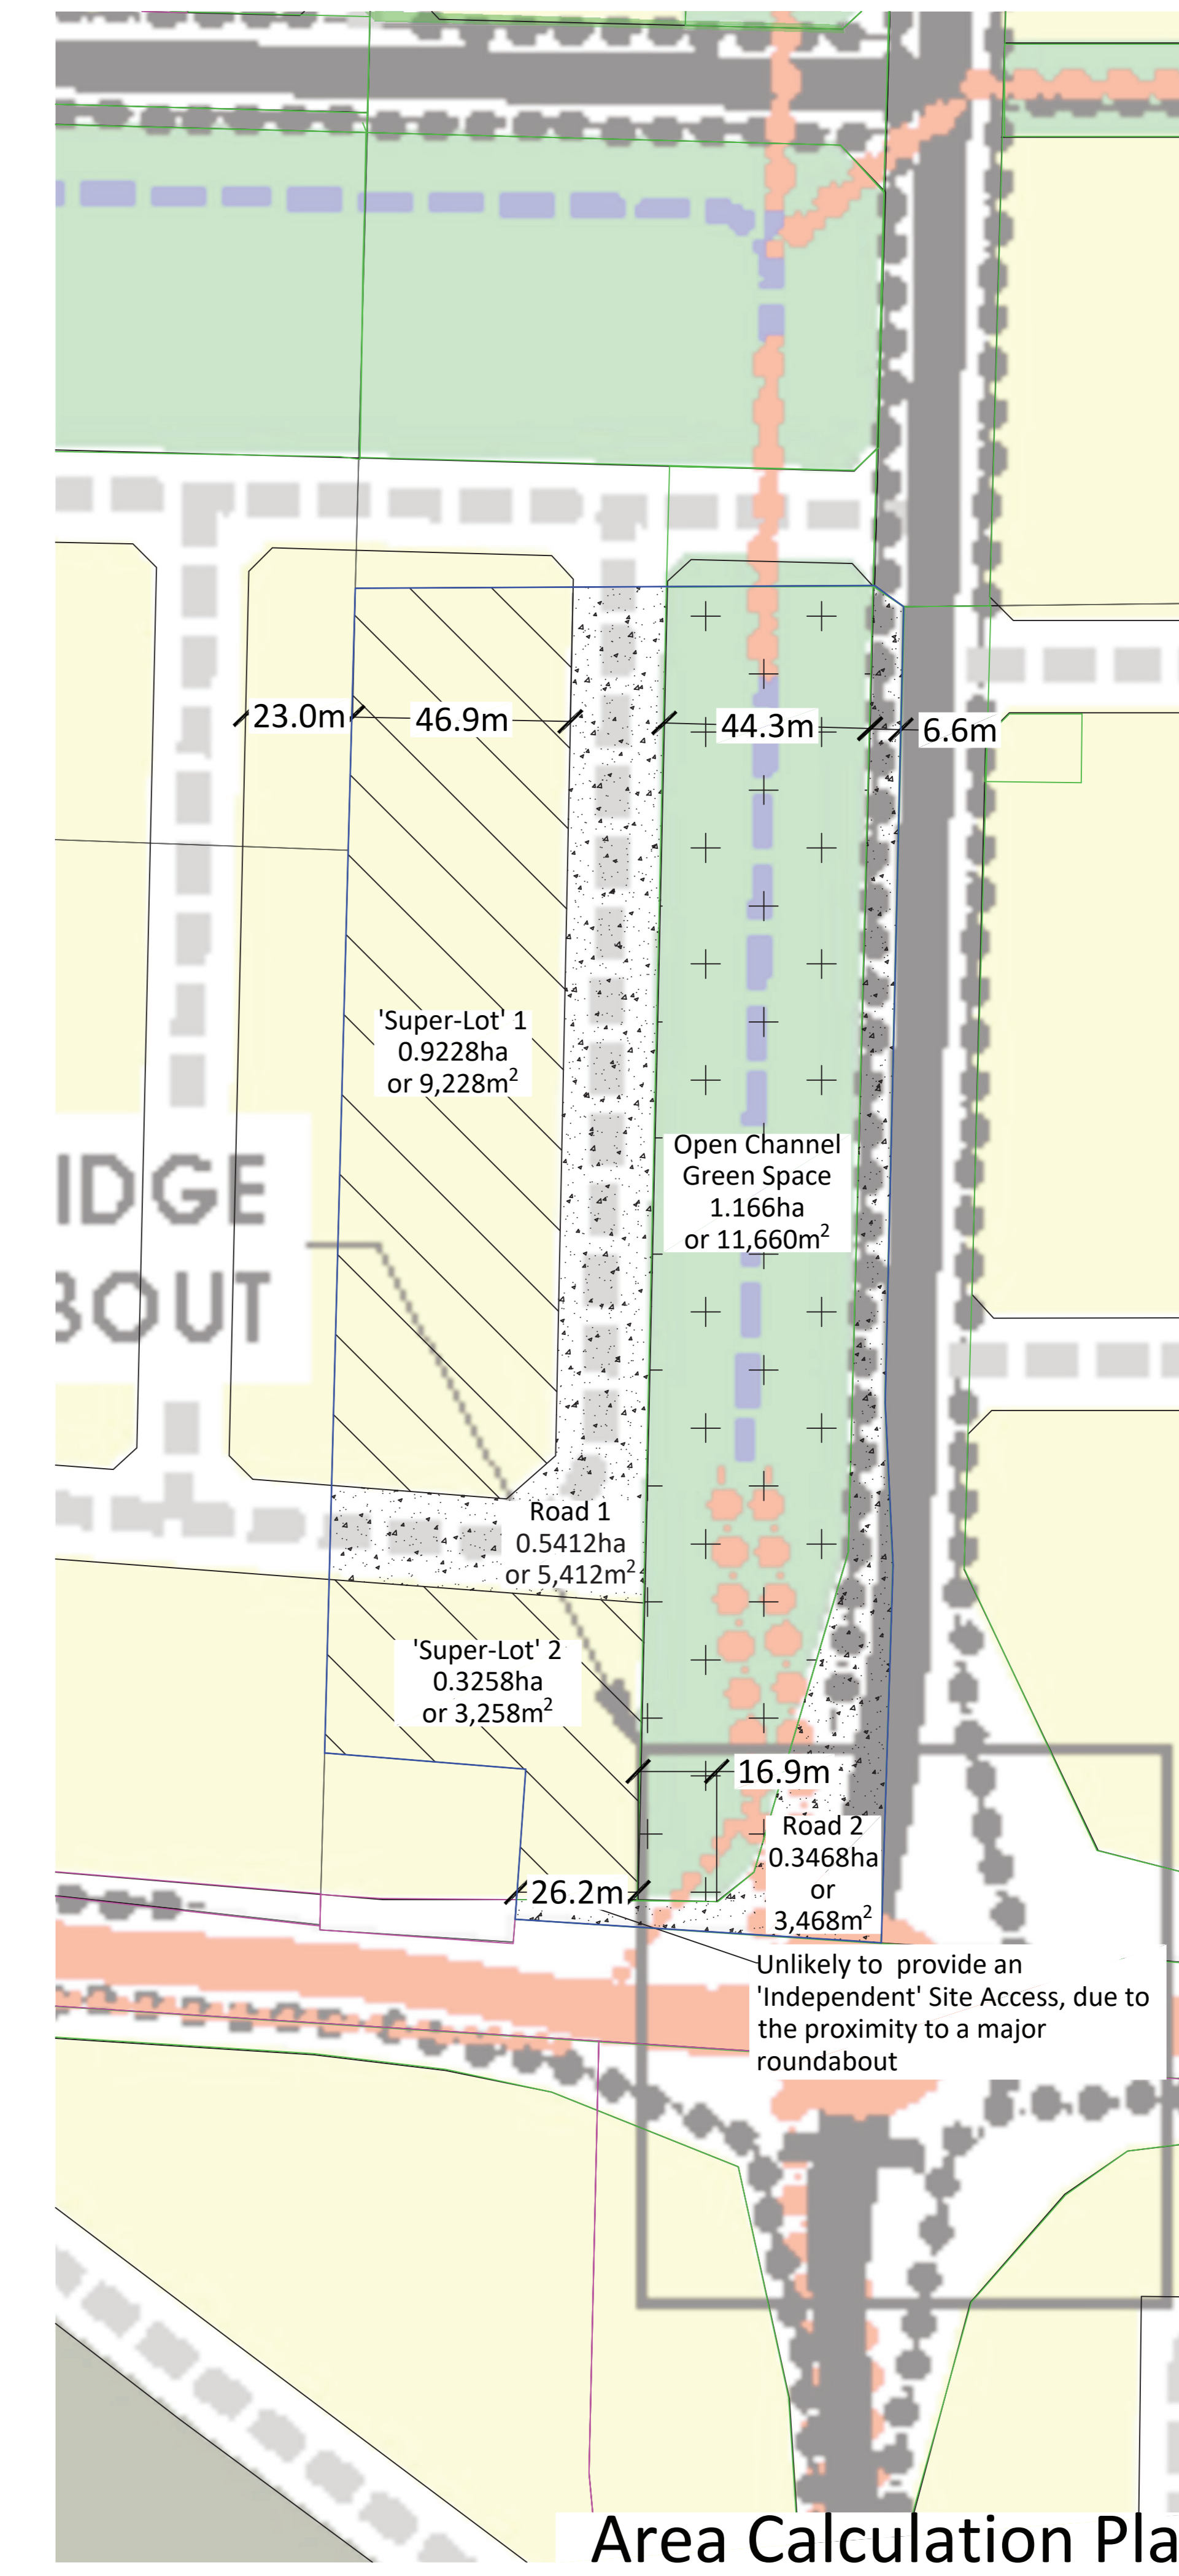 23.0m
46.9m
44.3m
6.6m
'Super-Lot' 1
0.9228ha
or 9,228m²
IDGE
BOUT
Open Channel
Green Space
1.166ha
or 11,660m²
Road 1
0.5412ha
or 5,412m²
'Super-Lot' 2
0.3258ha
or 3,258m²
16.9m
Road 2
0.3468ha
or
3,468m²
26.2m
Unlikely to provide an
'Independent' Site Access, due to
the proximity to a major
roundabout
Area Calculation Pla